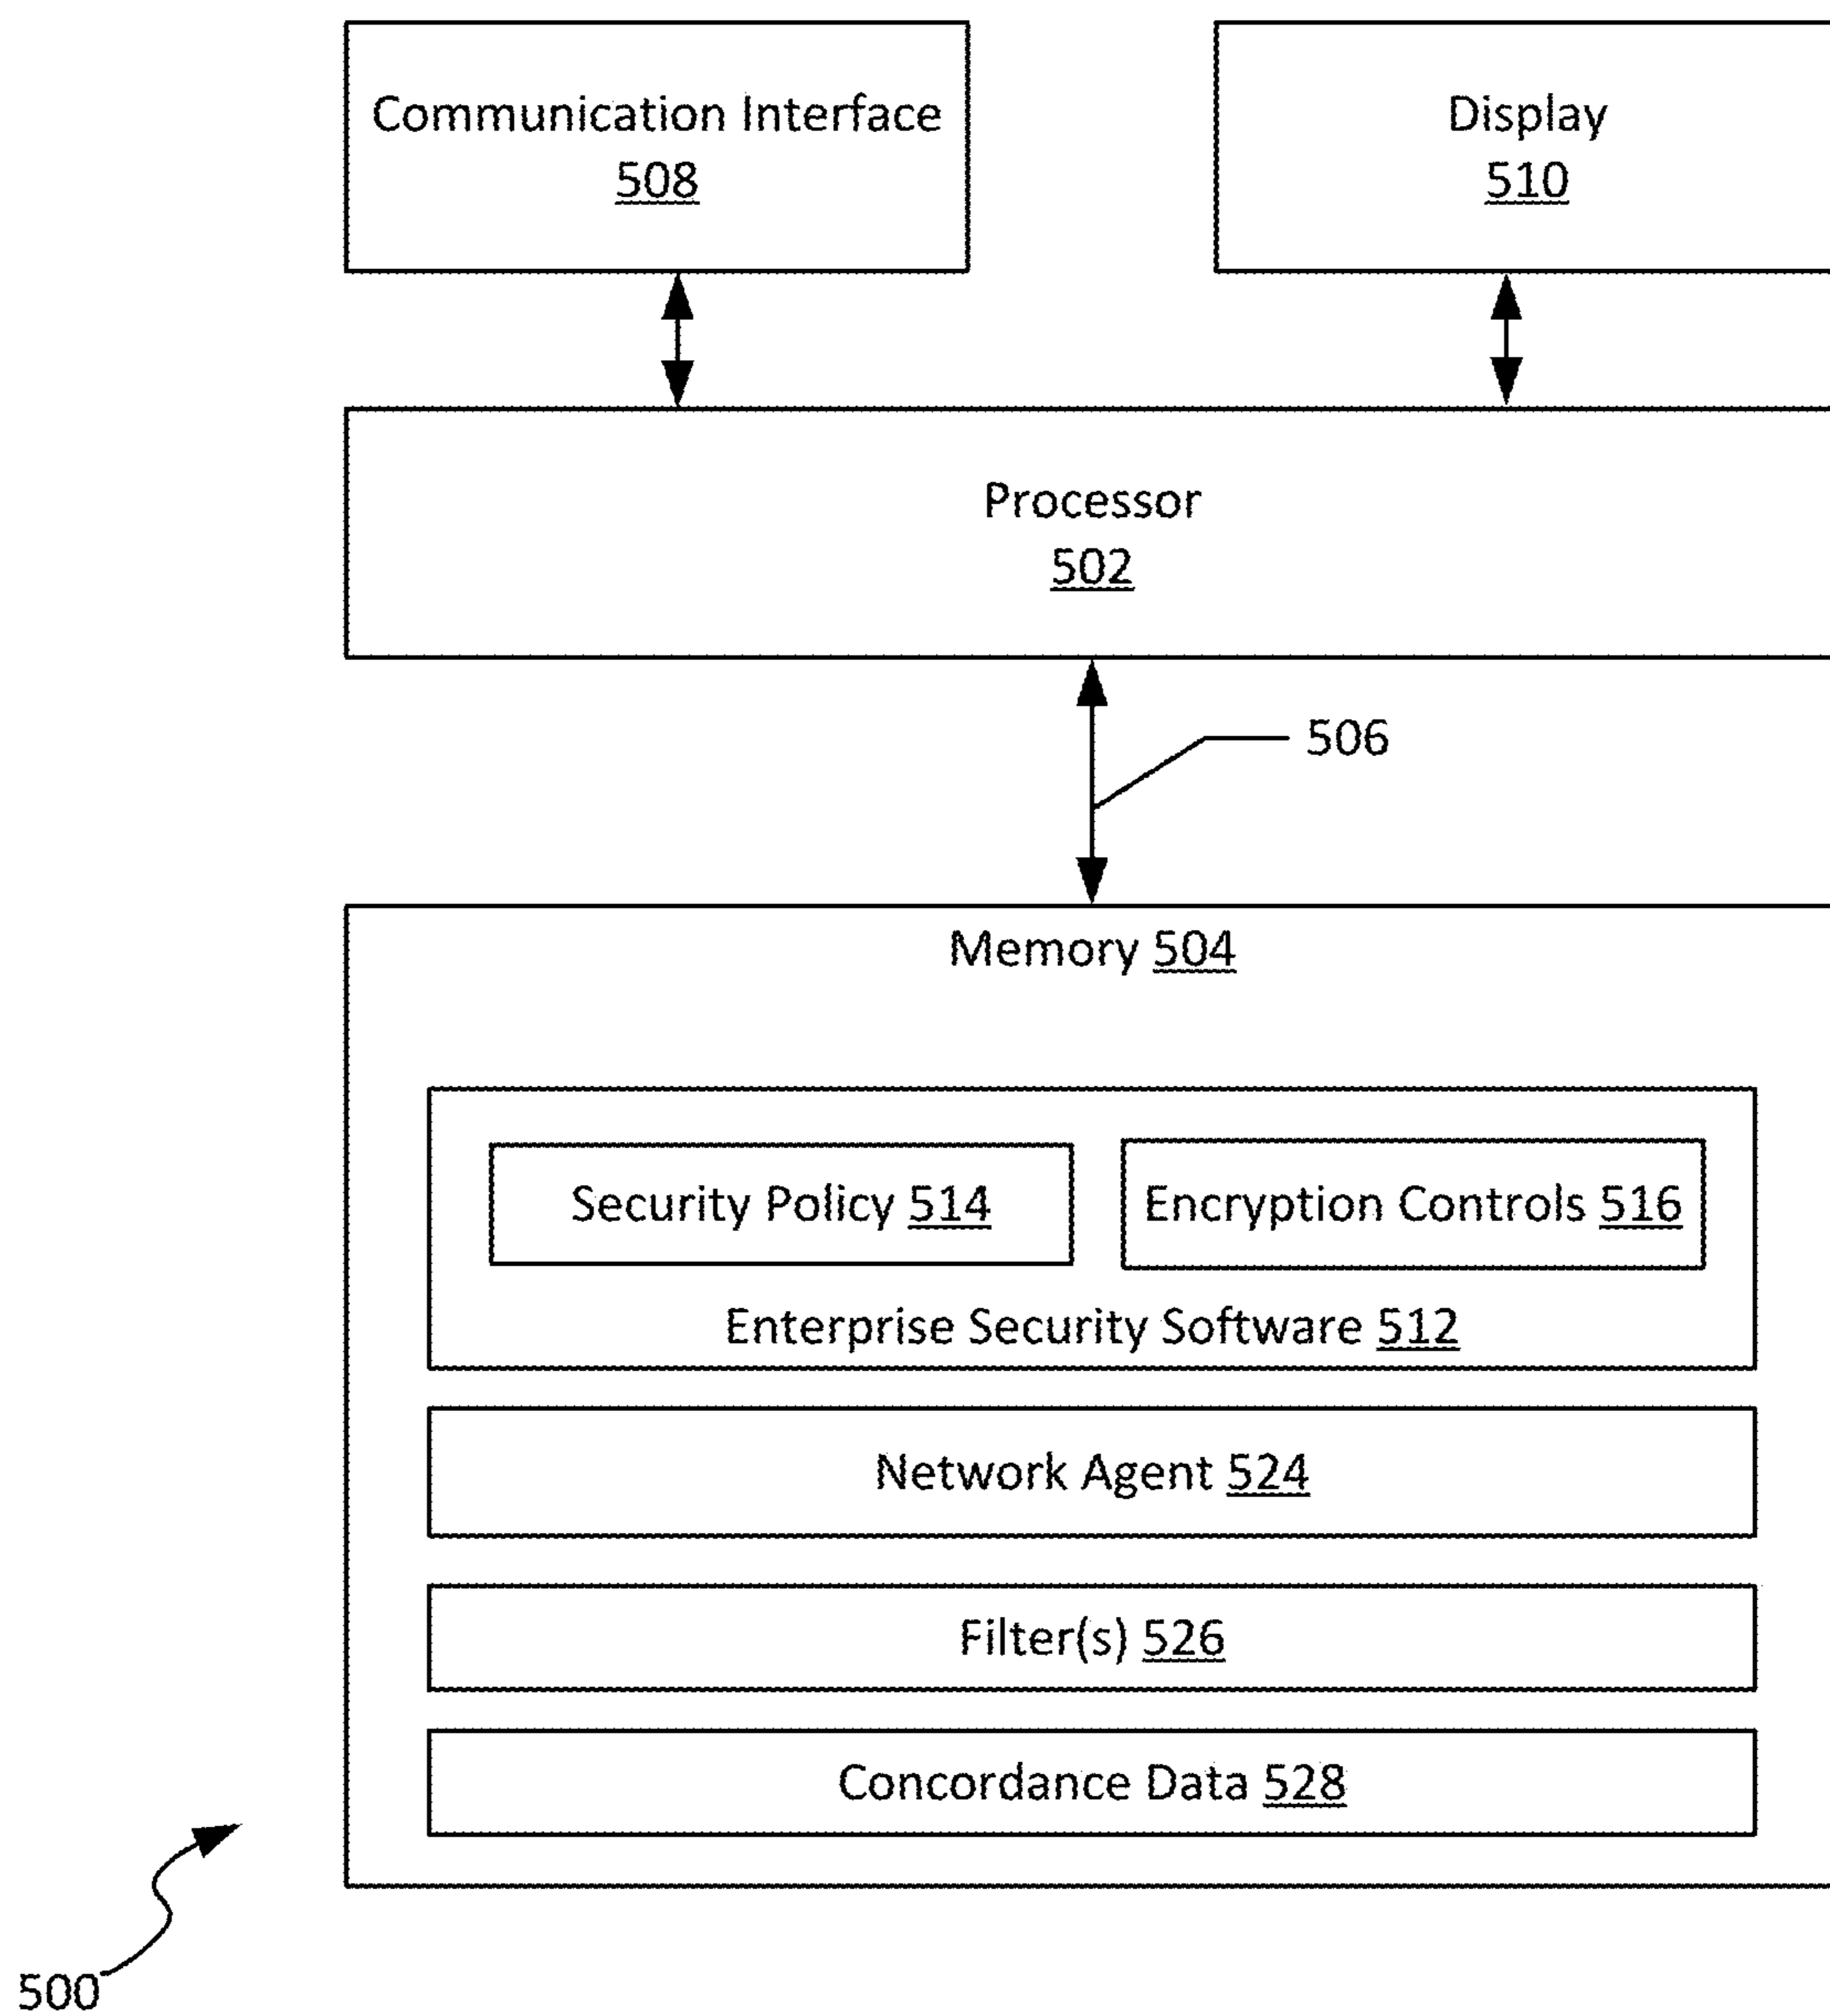 Communication Interface
508
Display
510
Processor
502
506
Memory 504
Security Policy 514
Encryption Controls 516
Enterprise Security Software 512
Network Agent 524
Filter(s) 526
Concordance Data 528
500